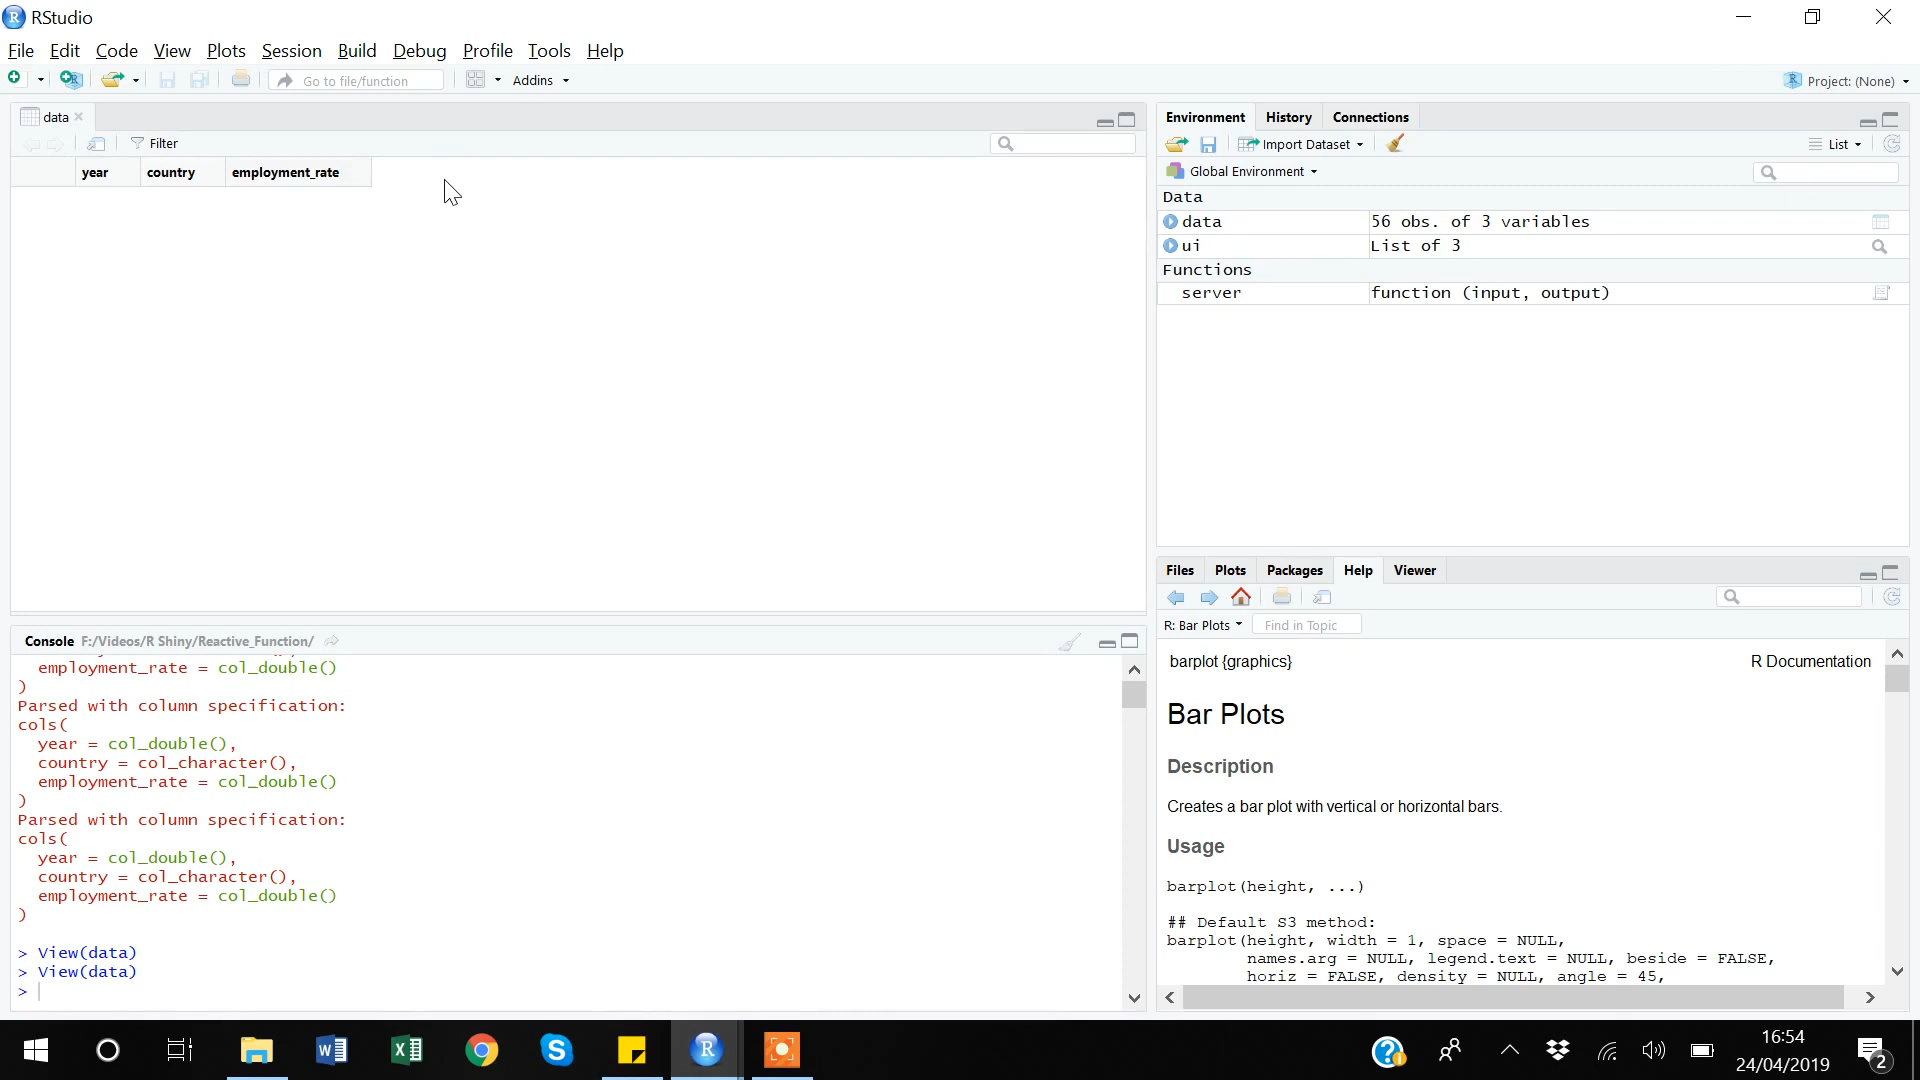 RStudio
File Edit Code View Plots Session Build Debug Profile Tools Help
Go to file/function Addins Project: (None)
data
Filter
year country employment_rate
Environment History Connections
Import Dataset List
Global Environment
Data
data 56 obs. of 3 variables
ui List of 3
Functions
server function (input, output)
Console F:/Videos/R Shiny/Reactive_Function/
employment_rate = col_double()
)
Parsed with column specification:
cols(
year = col_double(),
country = col_character(),
employment_rate = col_double()
)
Parsed with column specification:
cols(
year = col_double(),
country = col_character(),
employment_rate = col_double()
)
> View(data)
> View(data)
>
Files Plots Packages Help Viewer
R: Bar Plots Find in Topic
barplot {graphics} R Documentation
Bar Plots
Description
Creates a bar plot with vertical or horizontal bars.
Usage
barplot(height, ...)
## Default S3 method:
barplot(height, width = 1, space = NULL,
names.arg = NULL, legend.text = NULL, beside = FALSE,
horiz = FALSE, density = NULL, angle = 45,
16:54
24/04/2019
2